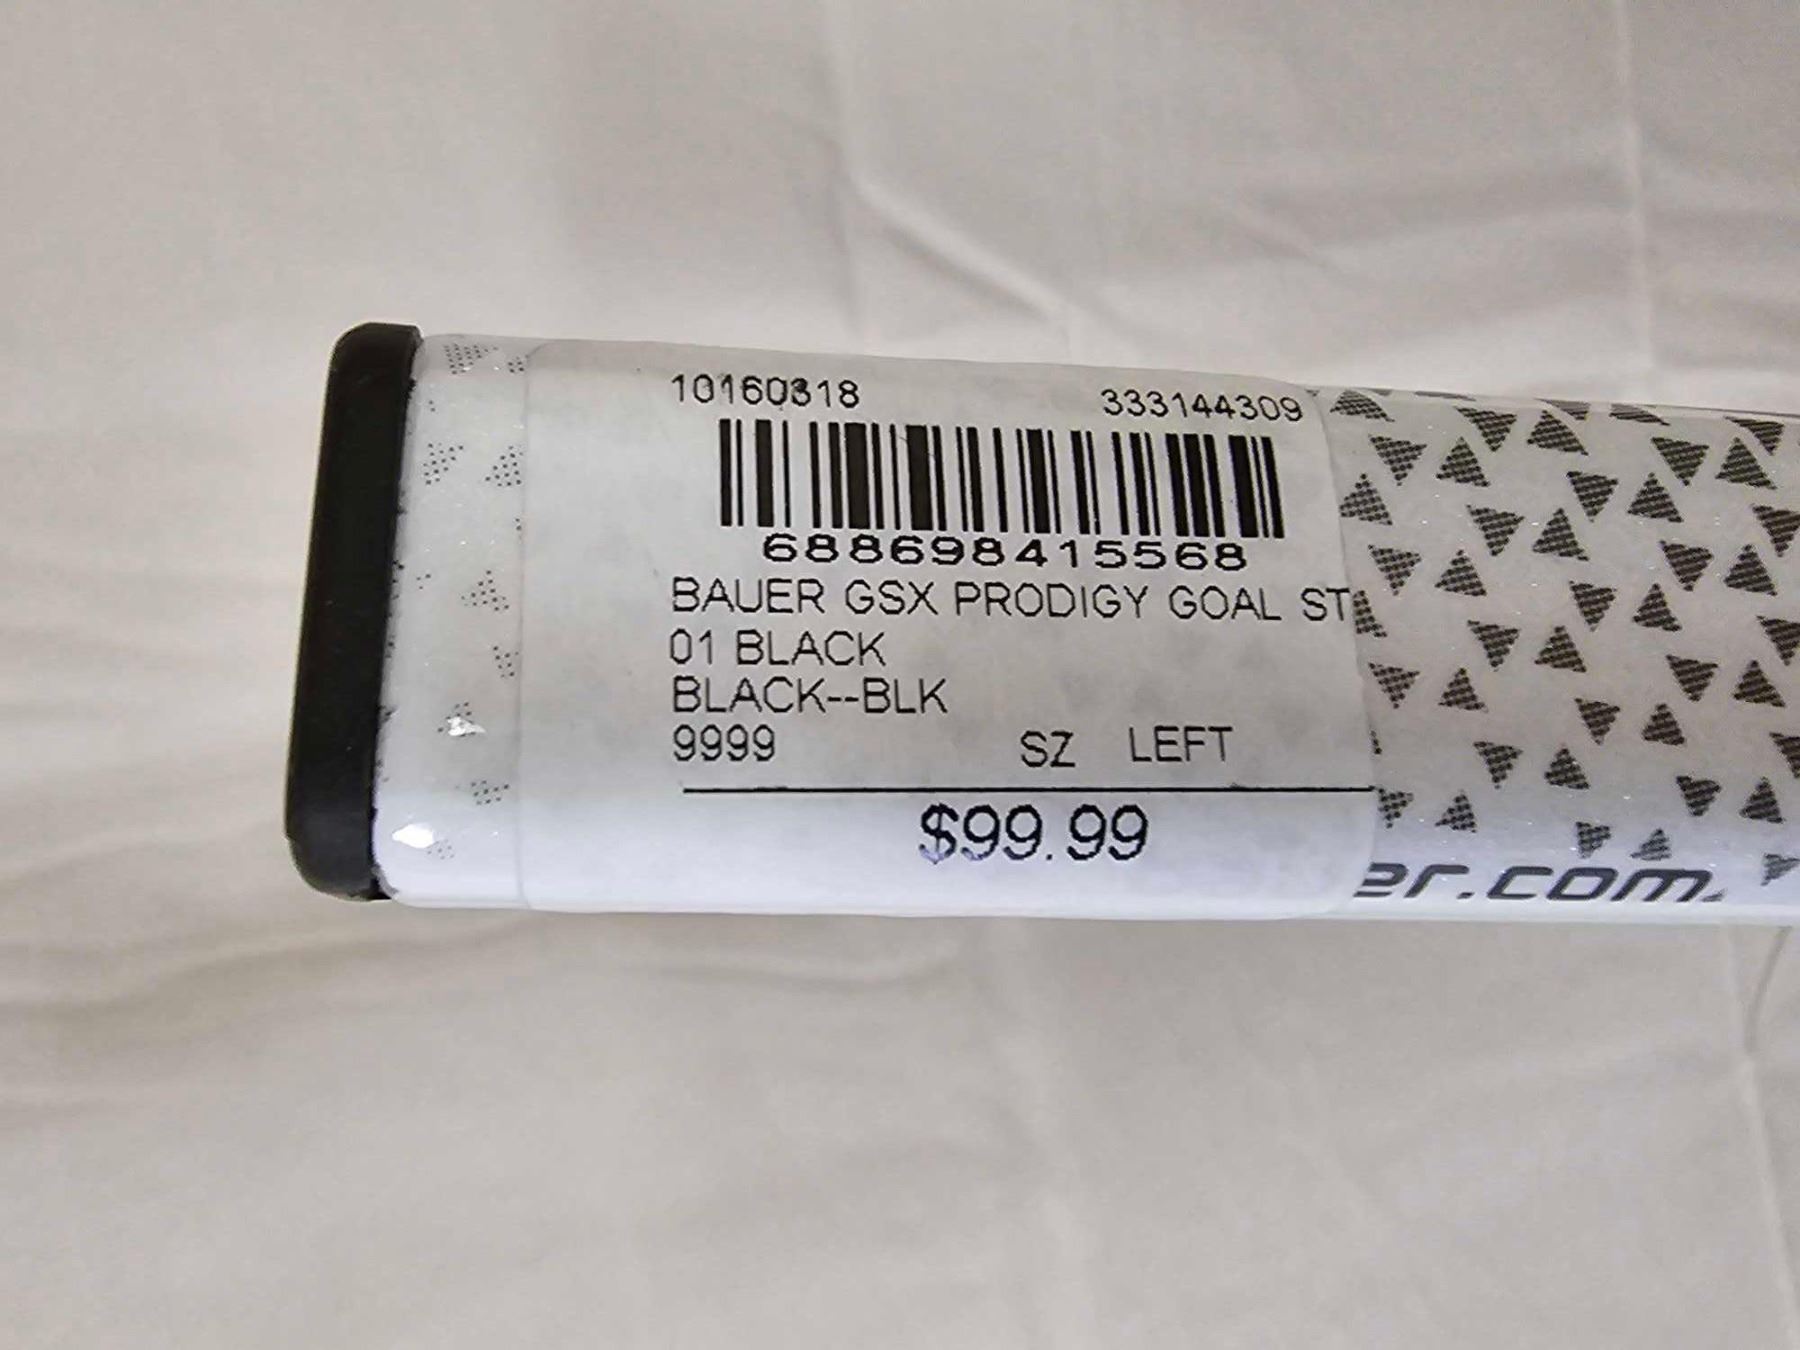 10160318 333144309
688698415568
BAUER GSX PRODIGY GOAL ST
01 BLACK
BLACK--BLK
9999 SZ LEFT
$99.99
er.com